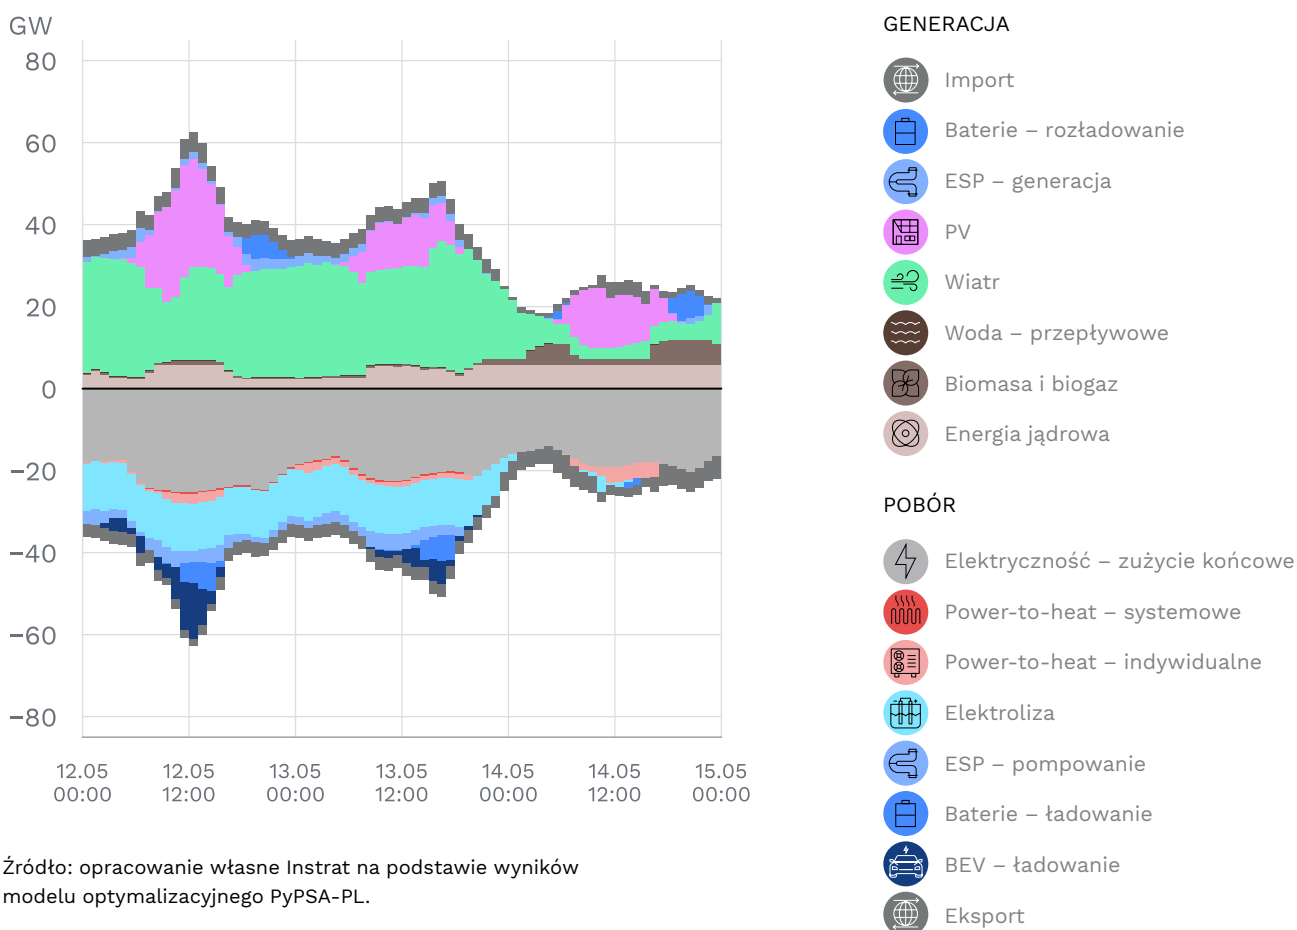 GW
80
60
40
20
0
−20
−40
−60
−80
12.05 12.05 13.05 13.05 14.05 14.05 15.05
00:00 12:00 00:00 12:00 00:00 12:00 00:00
Źródło: opracowanie własne Instrat na podstawie wyników
modelu optymalizacyjnego PyPSA-PL.
GENERACJA
Import
Baterie – rozładowanie
ESP – generacja
PV
Wiatr
Woda – przepływowe
Biomasa i biogaz
Energia jądrowa
POBÓR
Elektryczność – zużycie końcowe
Power-to-heat – systemowe
Power-to-heat – indywidualne
Elektroliza
ESP – pompowanie
Baterie – ładowanie
BEV – ładowanie
Eksport